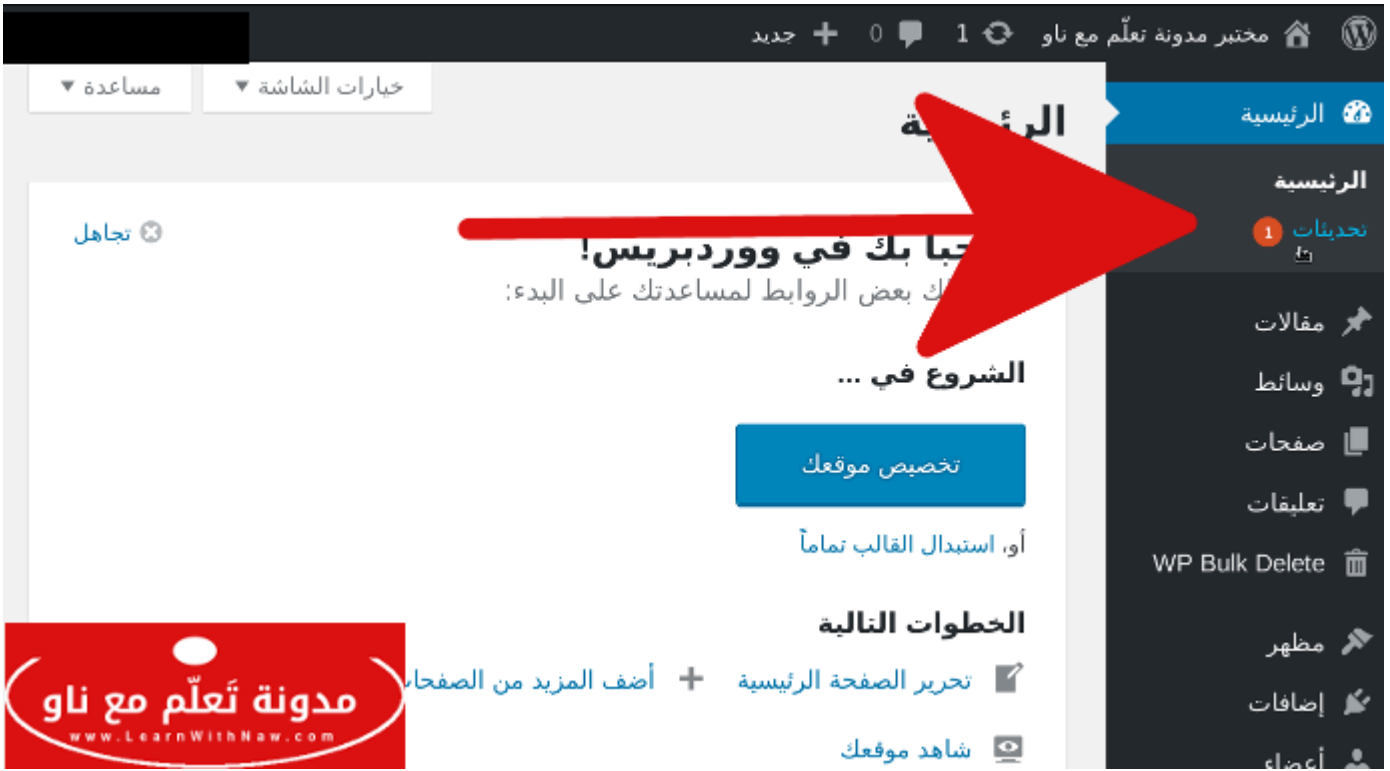 مختبر مدونة تعلّم مع ناو 1 0 جديد
خيارات الشاشة مساعدة
الرئيسية
الرئيسية
تحديثات 1
مقالات
وسائط
صفحات
تعليقات
WP Bulk Delete
مظهر
إضافات
أعضاء
تجاهل
بك في ووردبريس!
بعض الروابط لمساعدتك على البدء:
الشروع في ...
تخصيص موقعك
أو، استبدال القالب تماماً
الخطوات التالية
تحرير الصفحة الرئيسية
أضف المزيد من
شاهد موقعك
مدونة تَعلّم مع ناو
www.LearnWithNaw.com